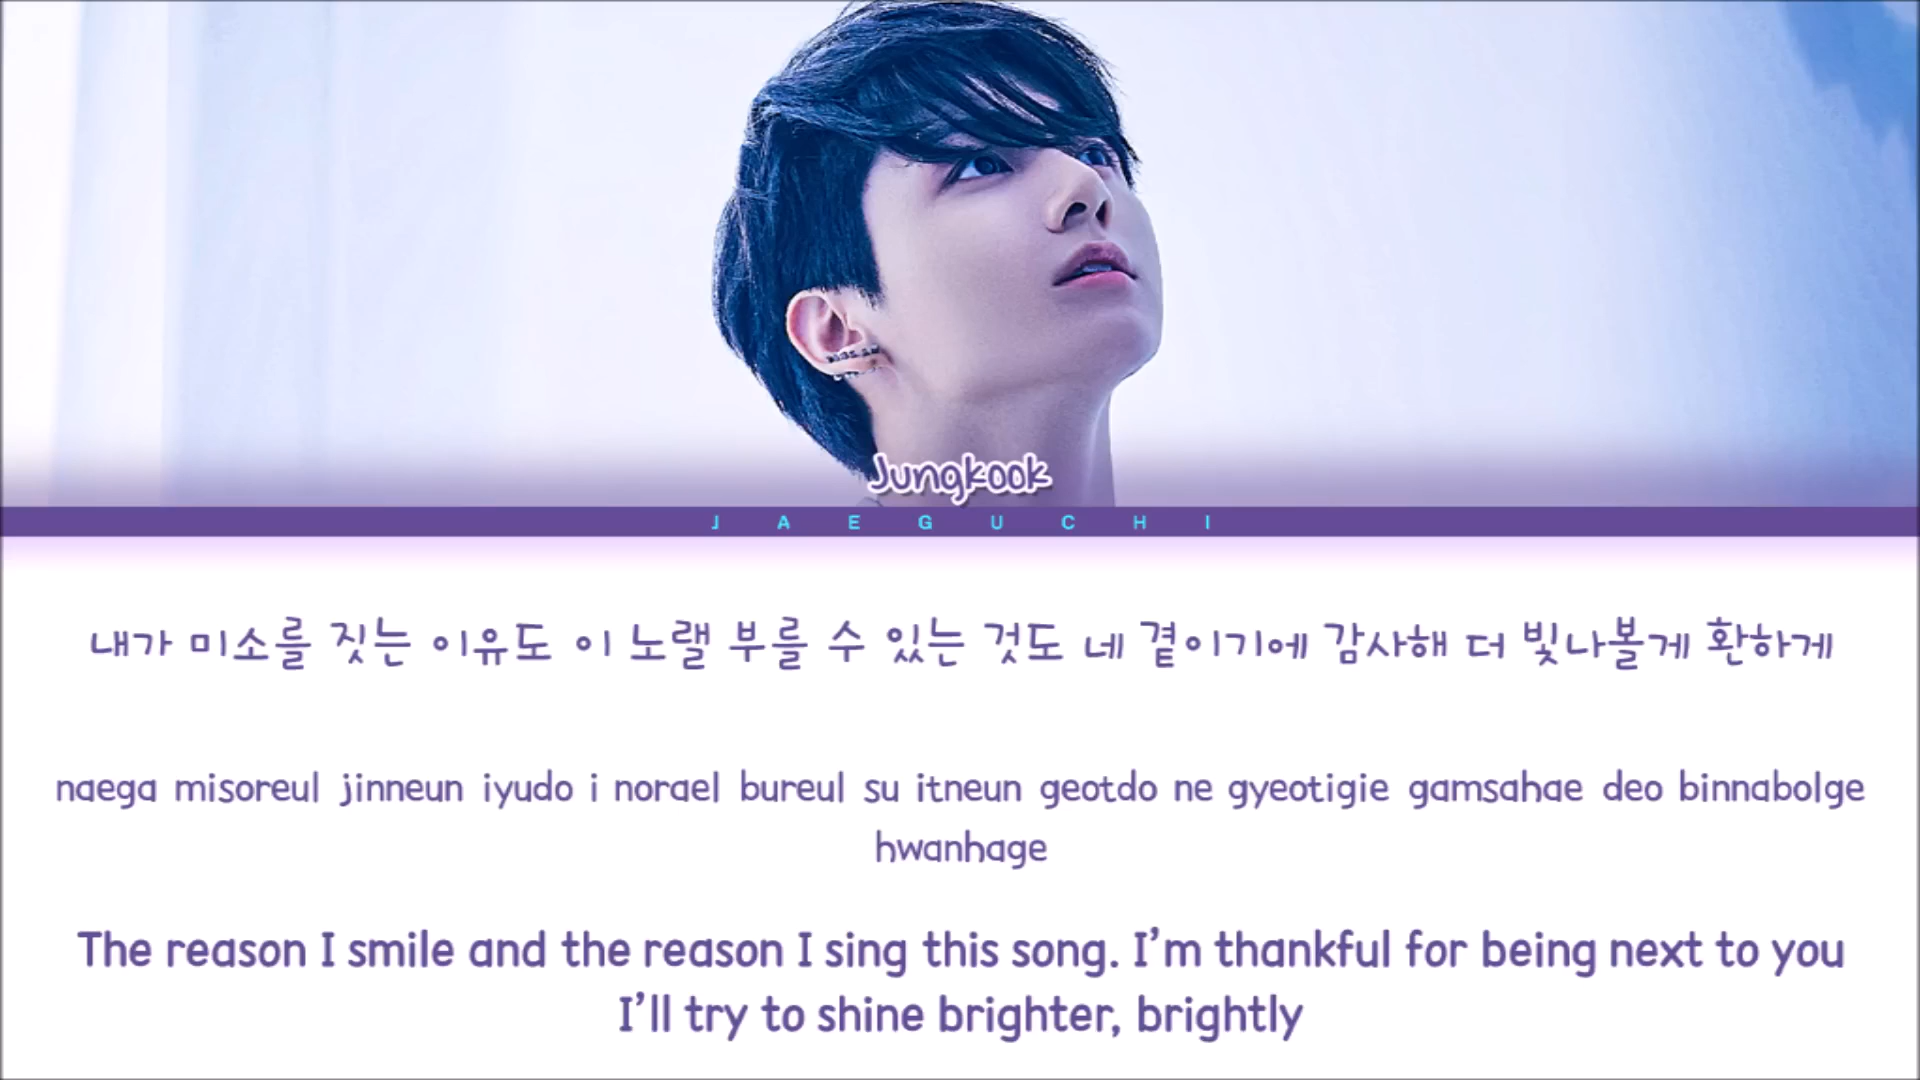 Jungkook
JAEGUCHI
내가 미소를 짓는 이유도 이 노랠 부를 수 있는 것도 네 곁이기에 감사해 더 빛나볼게 환하게
naega misoreul jinneun iyudo i norael bureul su itneun geotdo ne gyeotigie gamsahae deo binnabolge
hwanhage
The reason I smile and the reason I sing this song. I'm thankful for being next to you
I'll try to shine brighter, brightly